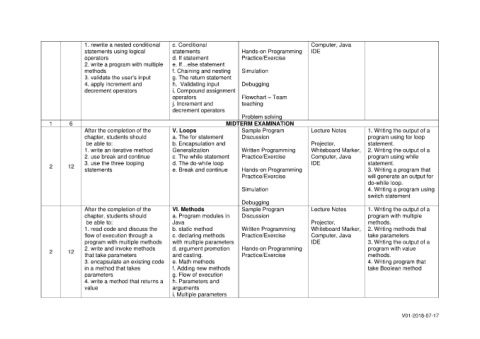 1. rewrite a nested conditional
statements using logical
operators
2. write a program with multiple
methods
3. validate the user's input
4. apply increment and
decrement operators
c. Conditional
statements
d. If statement
e. If...else statement
f. Chaining and nesting
g. The return statement
h. Validating input
i. Compound assignment
operators
j. Increment and
decrement operators
Hands-on Programming
Practice/Exercise
Simulation
Debugging
Flowchart – Team
teaching
Problem solving
Computer, Java
IDE
1
6
MIDTERM EXAMINATION
2
12
After the completion of the
chapter, students should
be able to:
1. write an iterative method
2. use break and continue
3. use the three looping
statements
V. Loops
a. The for statement
b. Encapsulation and
Generalization
c. The while statement
d. The do-while loop
e. Break and continue
Sample Program
Discussion
Written Programming
Practice/Exercise
Hands-on Programming
Practice/Exercise
Simulation
Debugging
Lecture Notes
Projector,
Whiteboard Marker,
Computer, Java
IDE
1. Writing the output of a
program using for loop
statement.
2. Writing the output of a
program using while
statement.
3. Writing a program that
will generate an output for
do-while loop.
4. Writing a program using
switch statement
2
12
After the completion of the
chapter, students should
be able to:
1. read code and discuss the
flow of execution through a
program with multiple methods
2. write and invoke methods
that take parameters
3. encapsulate an existing code
in a method that takes
parameters
4. write a method that returns a
value
VI. Methods
a. Program modules in
Java
b. static method
c. declaring methods
with multiple parameters
d. argument promotion
and casting.
e. Math methods
f. Adding new methods
g. Flow of execution
h. Parameters and
arguments
i. Multiple parameters
Sample Program
Discussion
Written Programming
Practice/Exercise
Hands-on Programming
Practice/Exercise
Lecture Notes
Projector,
Whiteboard Marker,
Computer, Java
IDE
1. Writing the output of a
program with multiple
methods.
2. Writing methods that
take parameters
3. Writing the output of a
program with value
methods.
4. Writing program that
take Boolean method
V01-2018-07-17